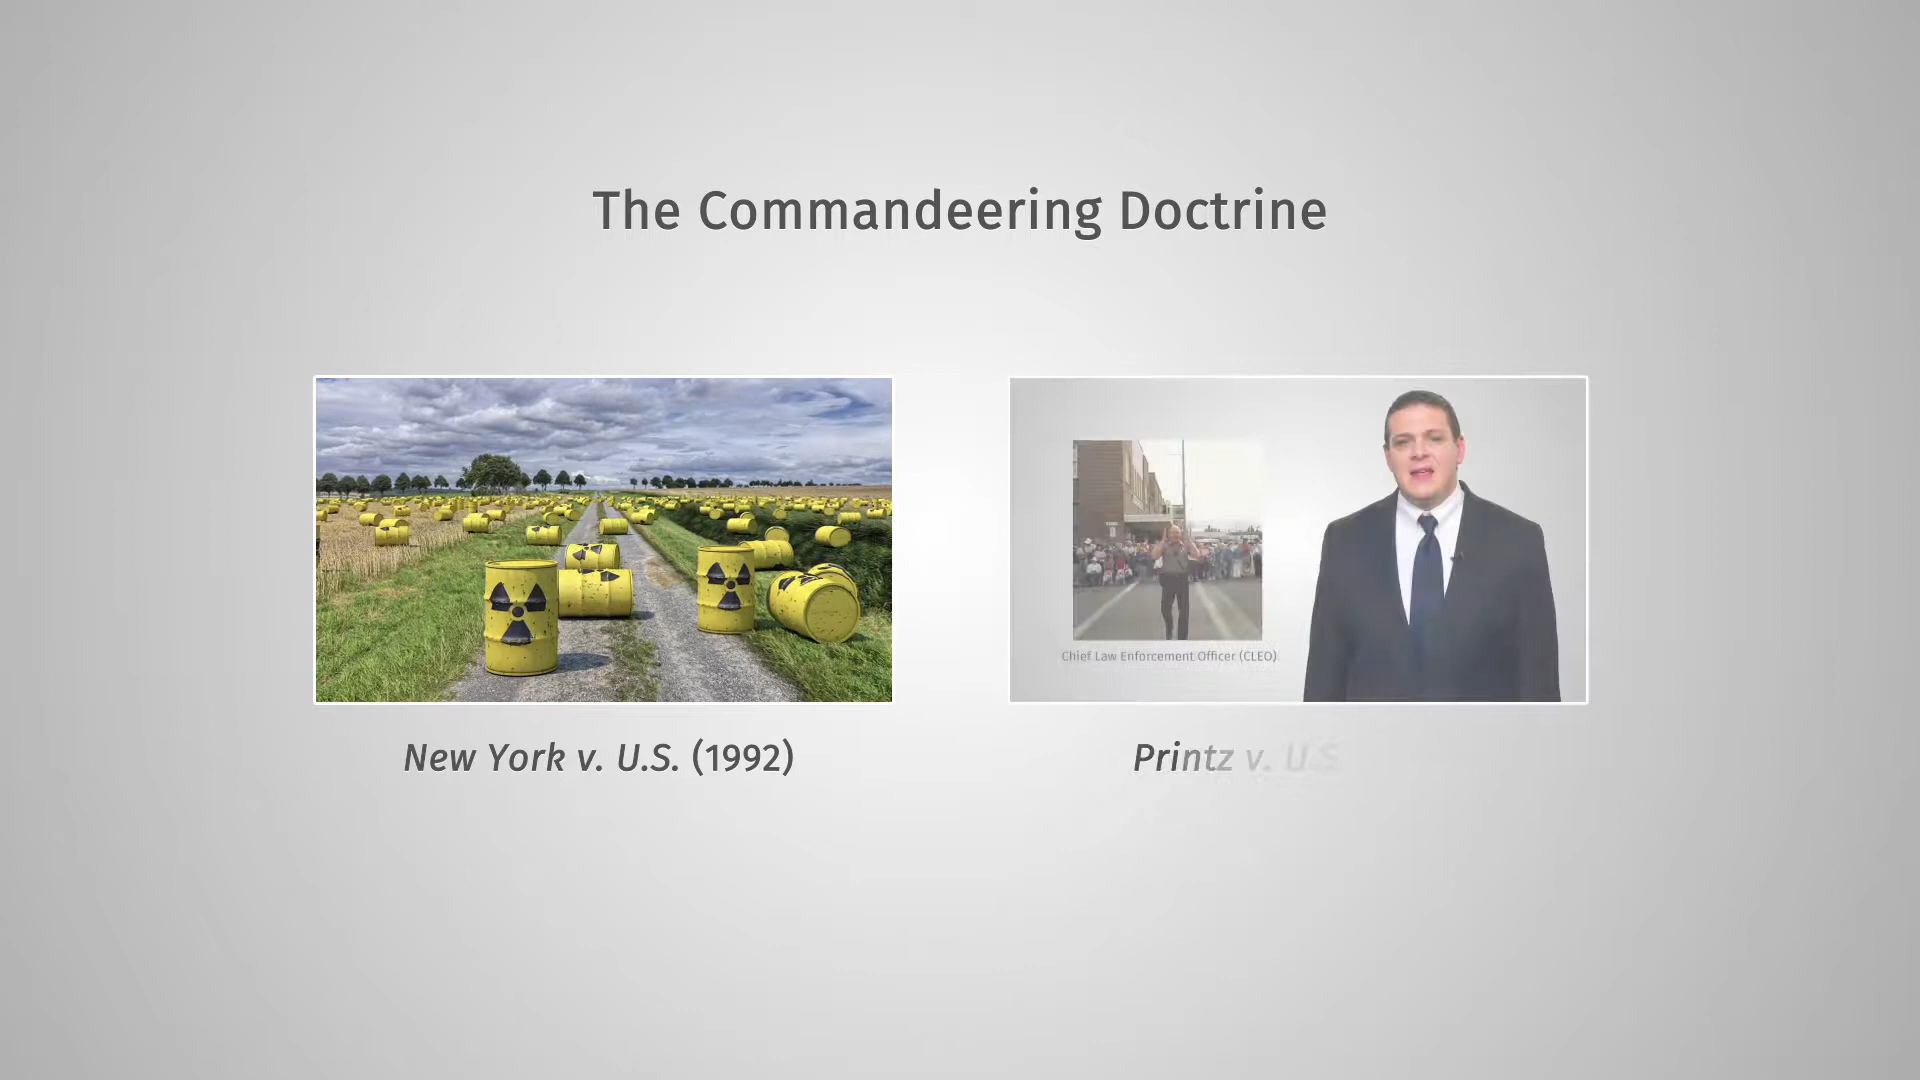 The Commandeering Doctrine
Chief Law Enforcement Officer (CLEO)
New York v. U.S. (1992)
Printz v. U.S